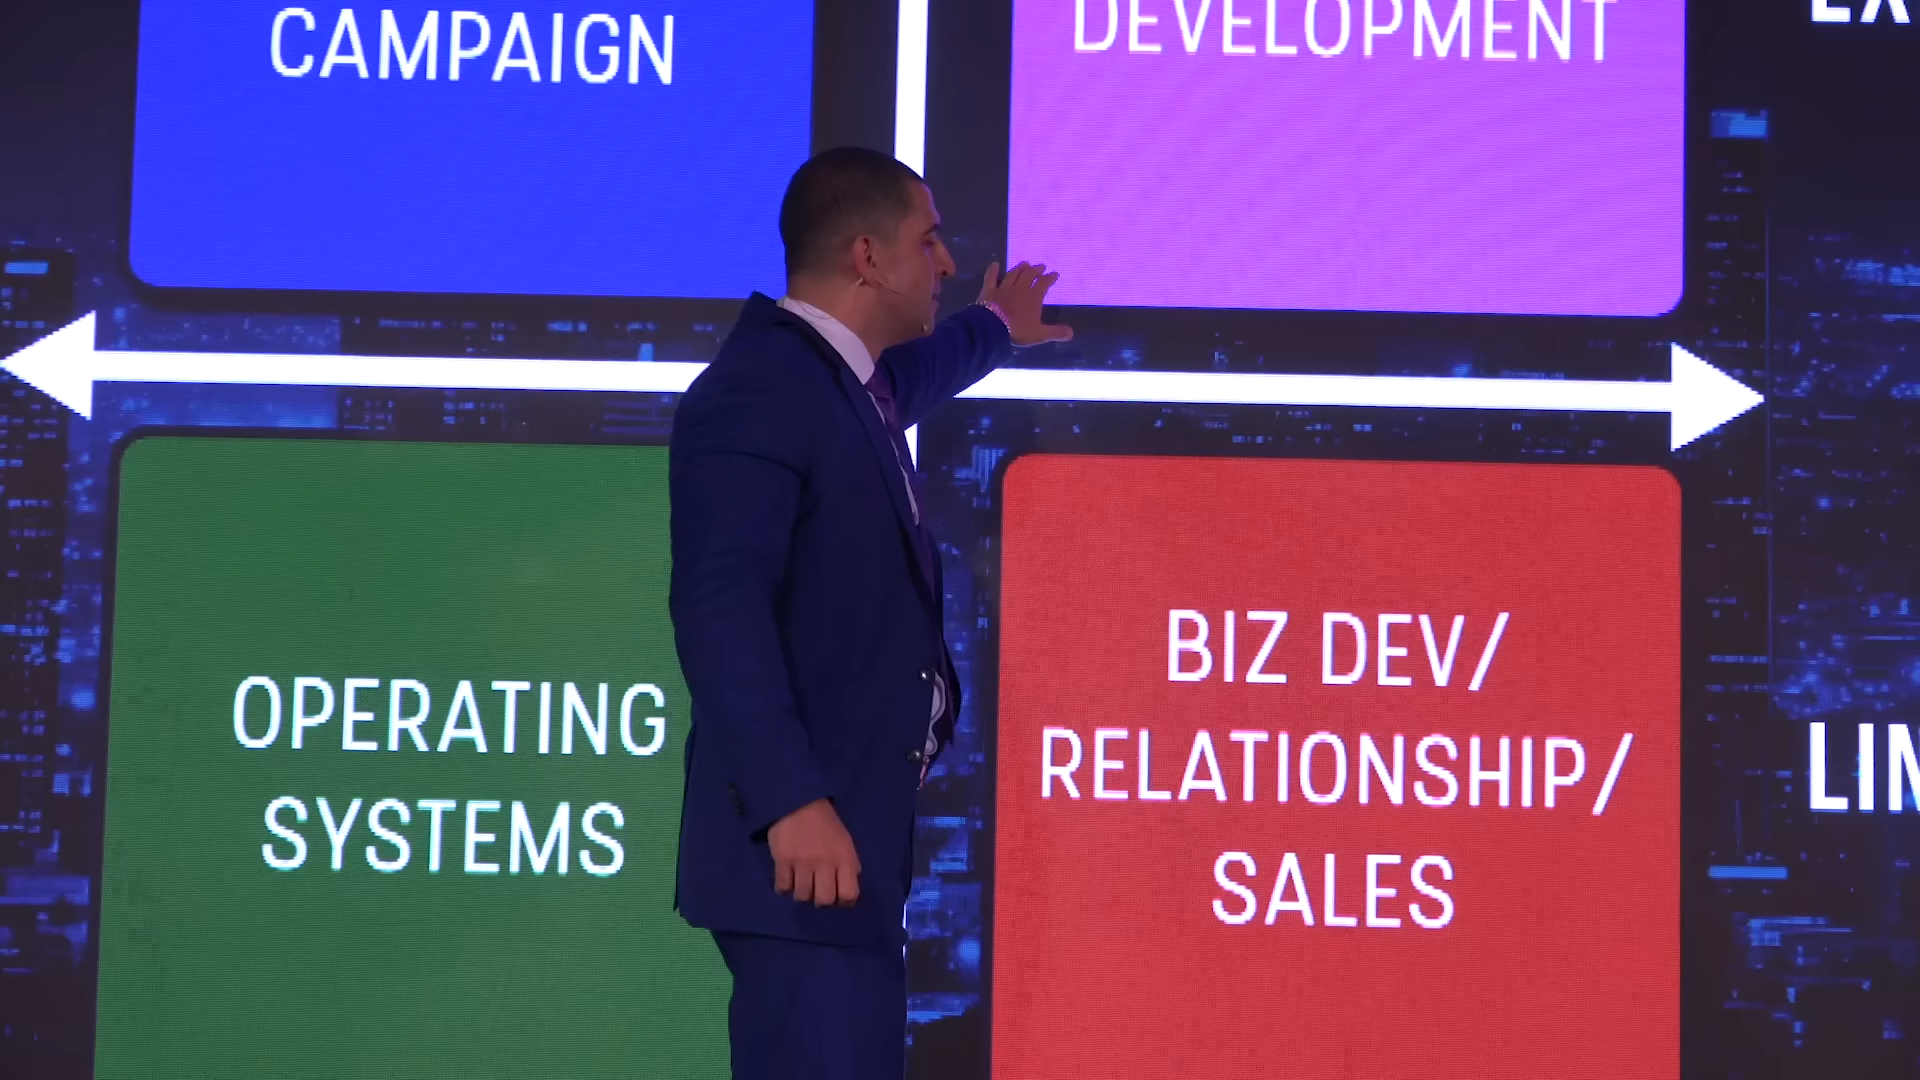 CAMPAIGN
DEVELOPMENT
OPERATING
SYSTEMS
BIZ DEV/
RELATIONSHIP/
SALES